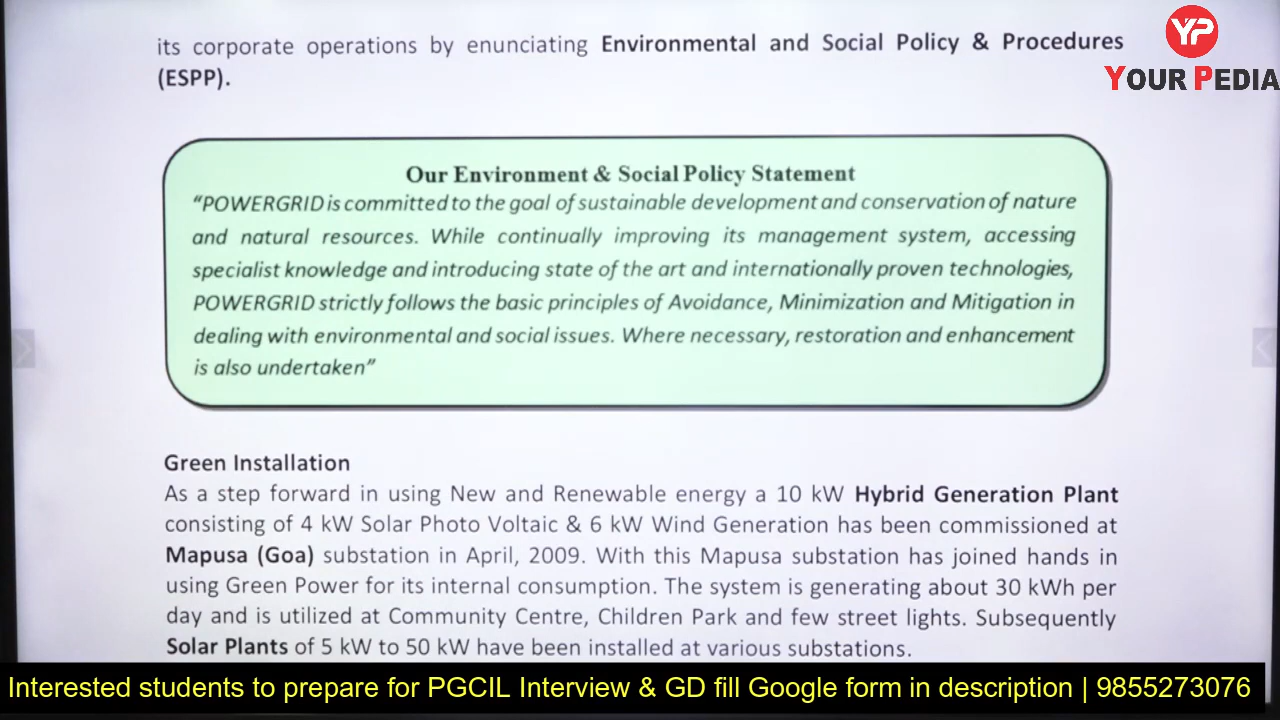 its corporate operations by enunciating Environmental and Social Policy & Procedures
(ESPP).
YP
YOUR PEDIA
Our Environment & Social Policy Statement
“POWERGRID is committed to the goal of sustainable development and conservation of nature
and natural resources. While continually improving its management system, accessing
specialist knowledge and introducing state of the art and internationally proven technologies,
POWERGRID strictly follows the basic principles of Avoidance, Minimization and Mitigation in
dealing with environmental and social issues. Where necessary, restoration and enhancement
is also undertaken”
Green Installation
As a step forward in using New and Renewable energy a 10 kW Hybrid Generation Plant
consisting of 4 kW Solar Photo Voltaic & 6 kW Wind Generation has been commissioned at
Mapusa (Goa) substation in April, 2009. With this Mapusa substation has joined hands in
using Green Power for its internal consumption. The system is generating about 30 kWh per
day and is utilized at Community Centre, Children Park and few street lights. Subsequently
Solar Plants of 5 kW to 50 kW have been installed at various substations.
Interested students to prepare for PGCIL Interview & GD fill Google form in description | 9855273076